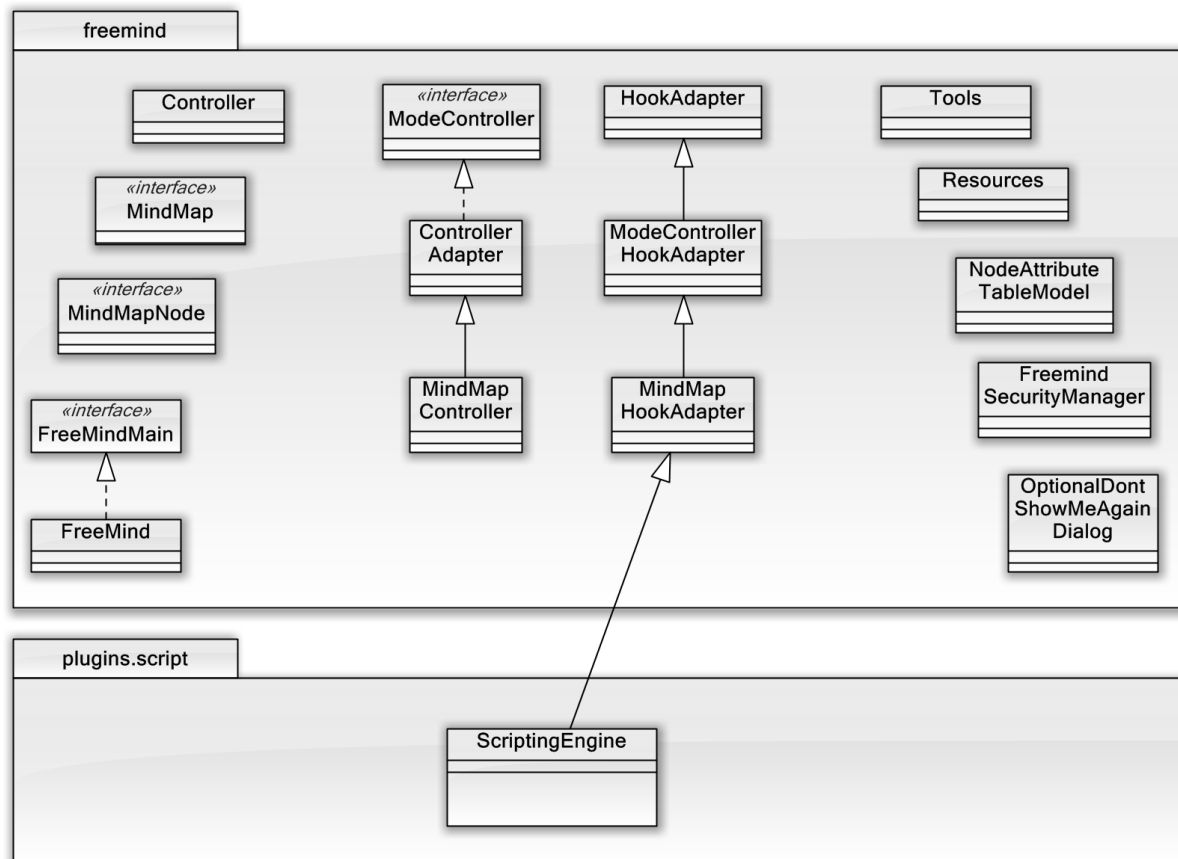 freemind
Controller
«interface»
ModeController
HookAdapter
Tools
«interface»
MindMap
Resources
Controller
Adapter
ModeController
HookAdapter
«interface»
MindMapNode
NodeAttribute
TableModel
MindMap
Controller
MindMap
HookAdapter
Freemind
SecurityManager
«interface»
FreeMindMain
OptionalDont
ShowMeAgain
Dialog
FreeMind
plugins.script
ScriptingEngine